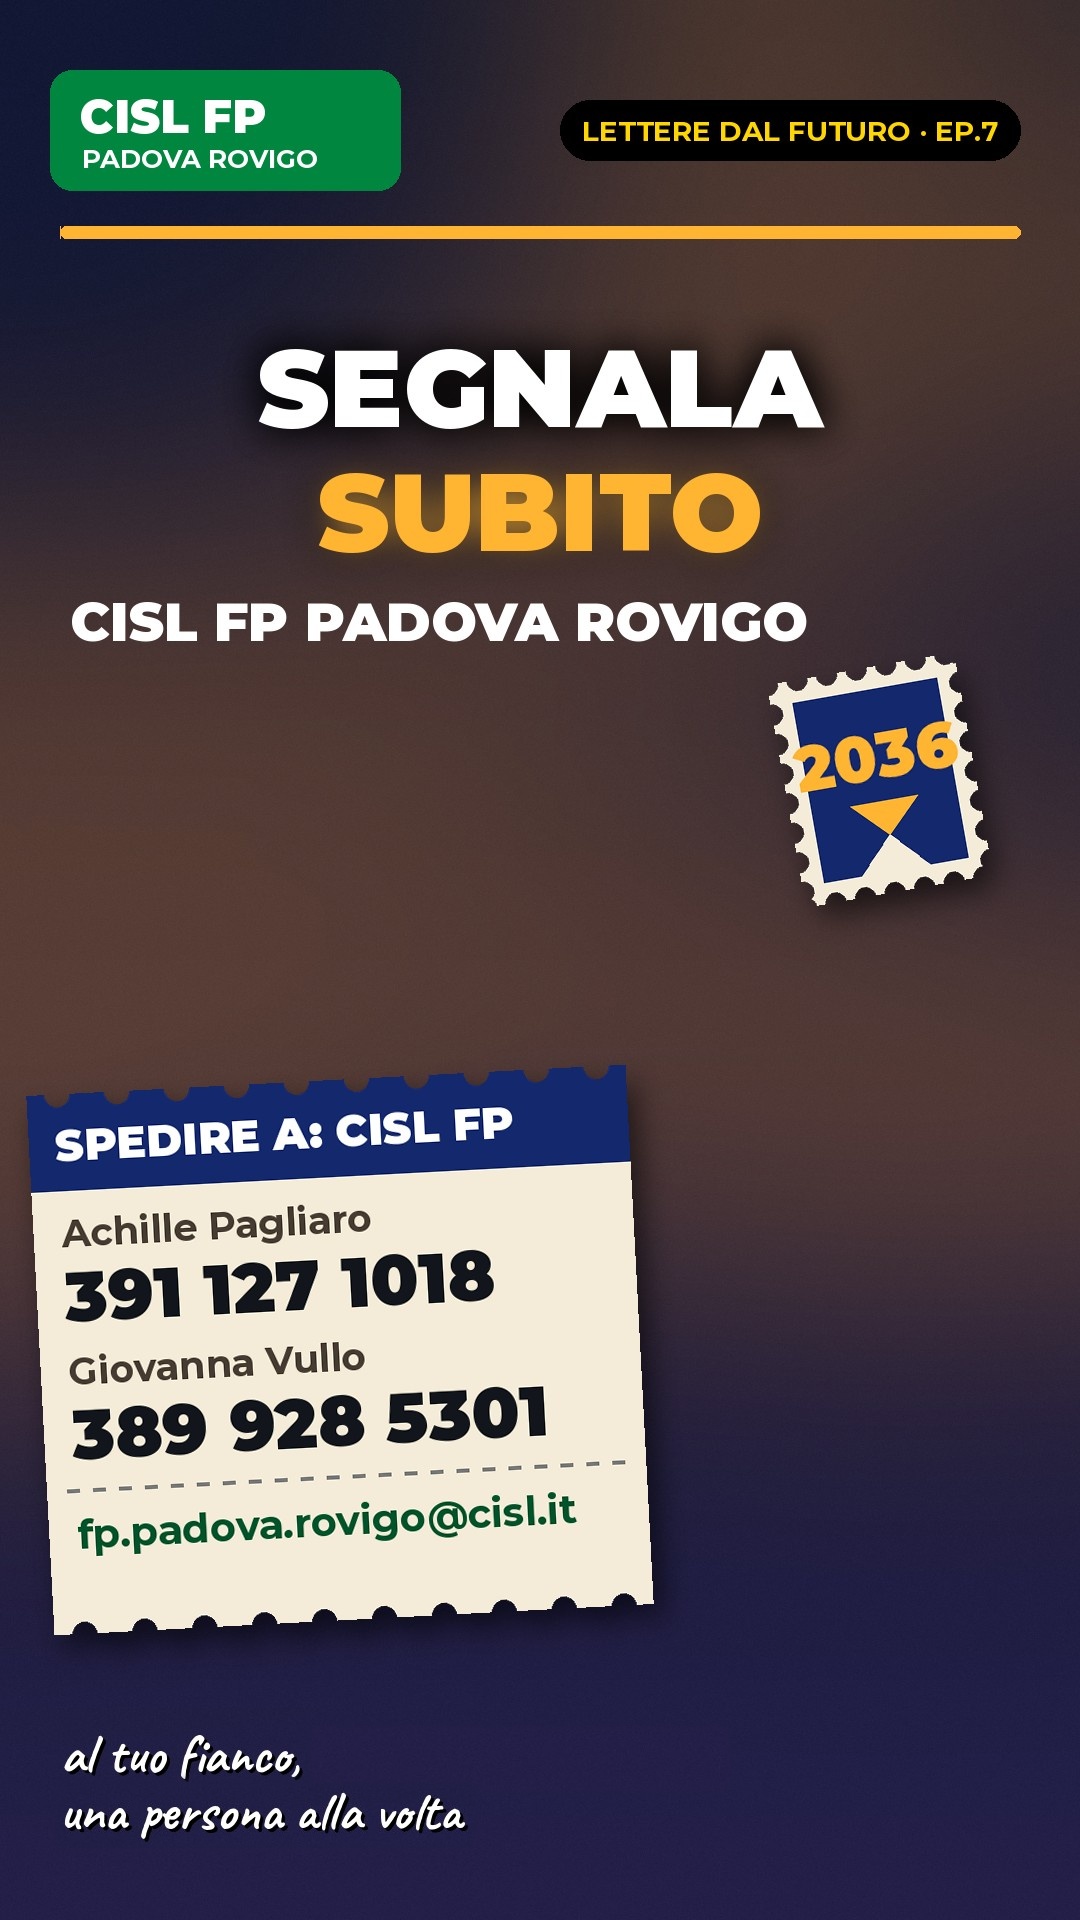 CISL FP
PADOVA ROVIGO
LETTERE DAL FUTURO · EP.7
SEGNALA
SUBITO
CISL FP PADOVA ROVIGO
2036
SPEDIRE A: CISL FP
Achille Pagliaro
391 127 1018
Giovanna Vullo
389 928 5301
fp.padova.rovigo@cisl.it
al tuo fianco,
una persona alla volta